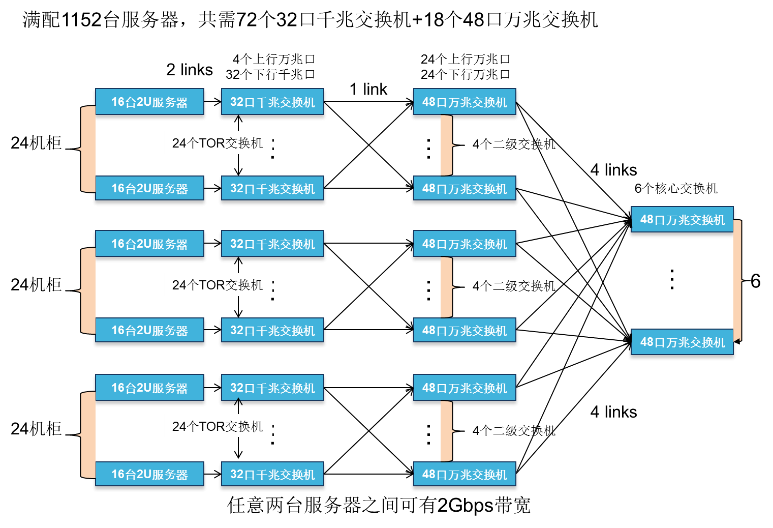 满配1152台服务器，共需72个32口千兆交换机+18个48口万兆交换机
4个上行万兆口
32个下行千兆口
24个上行万兆口
24个下行万兆口
2 links
1 link
16台2U服务器
32口千兆交换机
48口万兆交换机
24机柜
24个TOR交换机
4个二级交换机
⋮
⋮
16台2U服务器
32口千兆交换机
48口万兆交换机
4 links
6个核心交换机
48口万兆交换机
16台2U服务器
32口千兆交换机
48口万兆交换机
24机柜
24个TOR交换机
4个二级交换机
⋮
⋮
⋮
6
16台2U服务器
32口千兆交换机
48口万兆交换机
48口万兆交换机
16台2U服务器
32口千兆交换机
48口万兆交换机
4 links
24机柜
24个TOR交换机
4个二级交换机
⋮
⋮
16台2U服务器
32口千兆交换机
48口万兆交换机
任意两台服务器之间可有2Gbps带宽